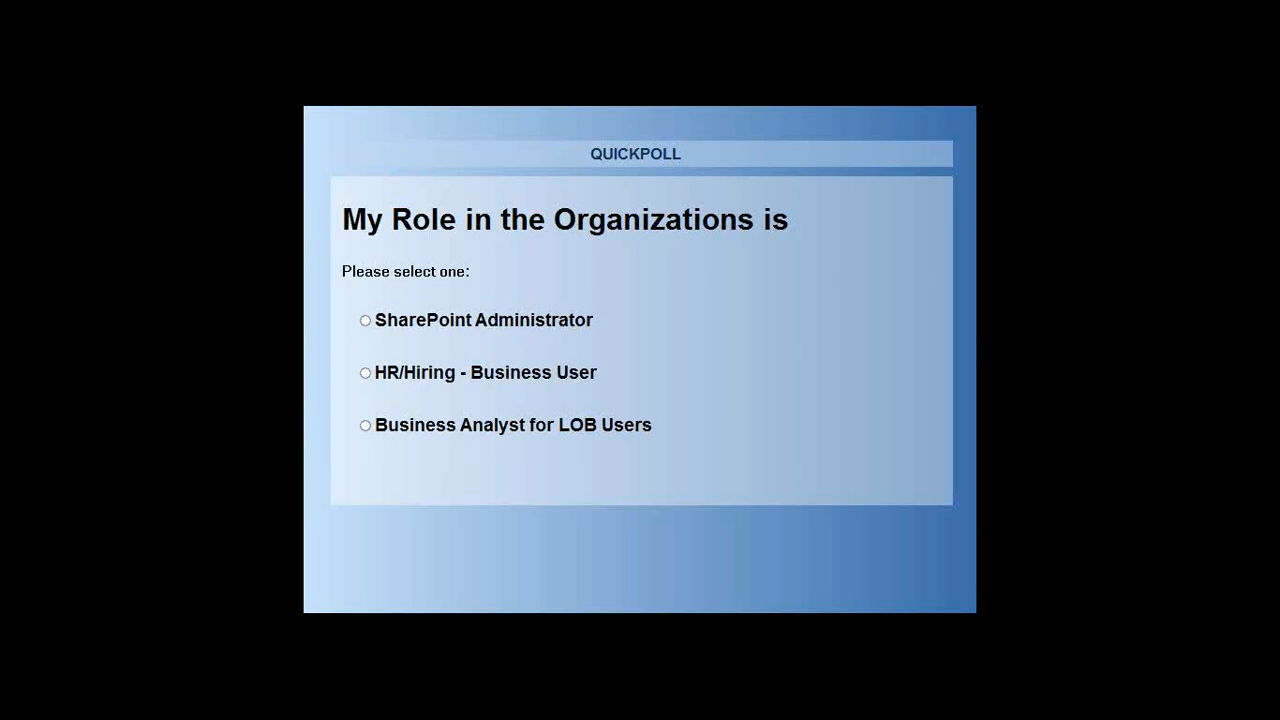 QUICKPOLL
My Role in the Organizations is
Please select one:
SharePoint Administrator
HR/Hiring - Business User
Business Analyst for LOB Users